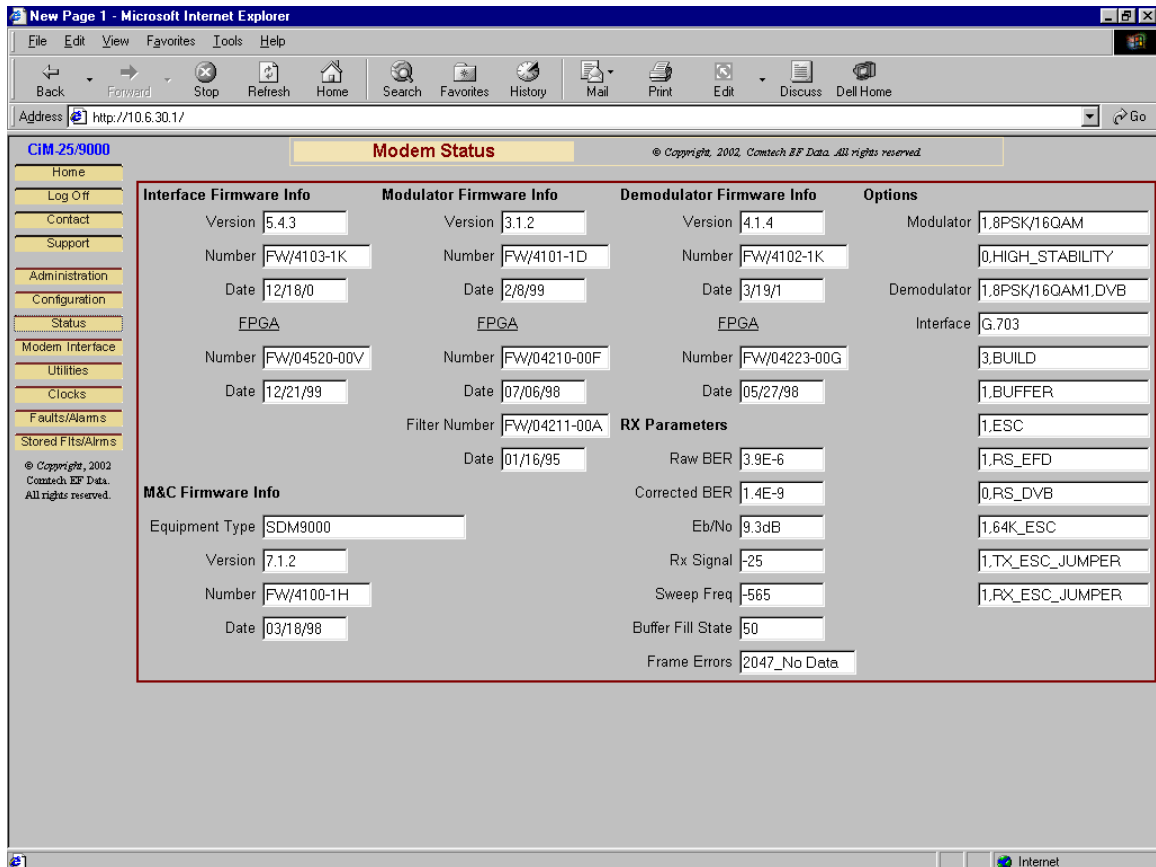 New Page 1 - Microsoft Internet Explorer
File Edit View Favorites Tools Help
Back Forward Stop Refresh Home Search Favorites History Mail Print Edit Discuss Dell Home
Address http://10.6.30.1/ Go
CiM-25/9000
Home
Log Off
Contact
Support
Administration
Configuration
Status
Modem Interface
Utilities
Clocks
Faults/Alarms
Stored Flts/Alrms
© Copyright, 2002
Comtech EF Data.
All rights reserved.
Modem Status
© Copyright, 2002, Comtech EF Data. All rights reserved.
Interface Firmware Info
Version 5.4.3
Number FW/4103-1K
Date 12/18/0
FPGA
Number FW/04520-00V
Date 12/21/99
M&C Firmware Info
Equipment Type SDM9000
Version 7.1.2
Number FW/4100-1H
Date 03/18/98
Modulator Firmware Info
Version 3.1.2
Number FW/4101-1D
Date 2/8/99
FPGA
Number FW/04210-00F
Date 07/06/98
Filter Number FW/04211-00A
Date 01/16/95
Demodulator Firmware Info
Version 4.1.4
Number FW/4102-1K
Date 3/19/1
FPGA
Number FW/04223-00G
Date 05/27/98
RX Parameters
Raw BER 3.9E-6
Corrected BER 1.4E-9
Eb/No 9.3dB
Rx Signal -25
Sweep Freq -565
Buffer Fill State 50
Frame Errors 2047_No Data
Options
Modulator 1,8PSK/16QAM
0,HIGH_STABILITY
Demodulator 1,8PSK/16QAM1,DVB
Interface G.703
3,BUILD
1,BUFFER
1,ESC
1,RS_EFD
0,RS_DVB
1,64K_ESC
1,TX_ESC_JUMPER
1,RX_ESC_JUMPER
Internet